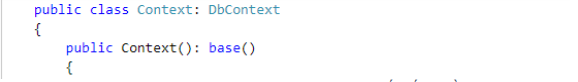 public class Context: DbContext
{
public Context(): base()
{